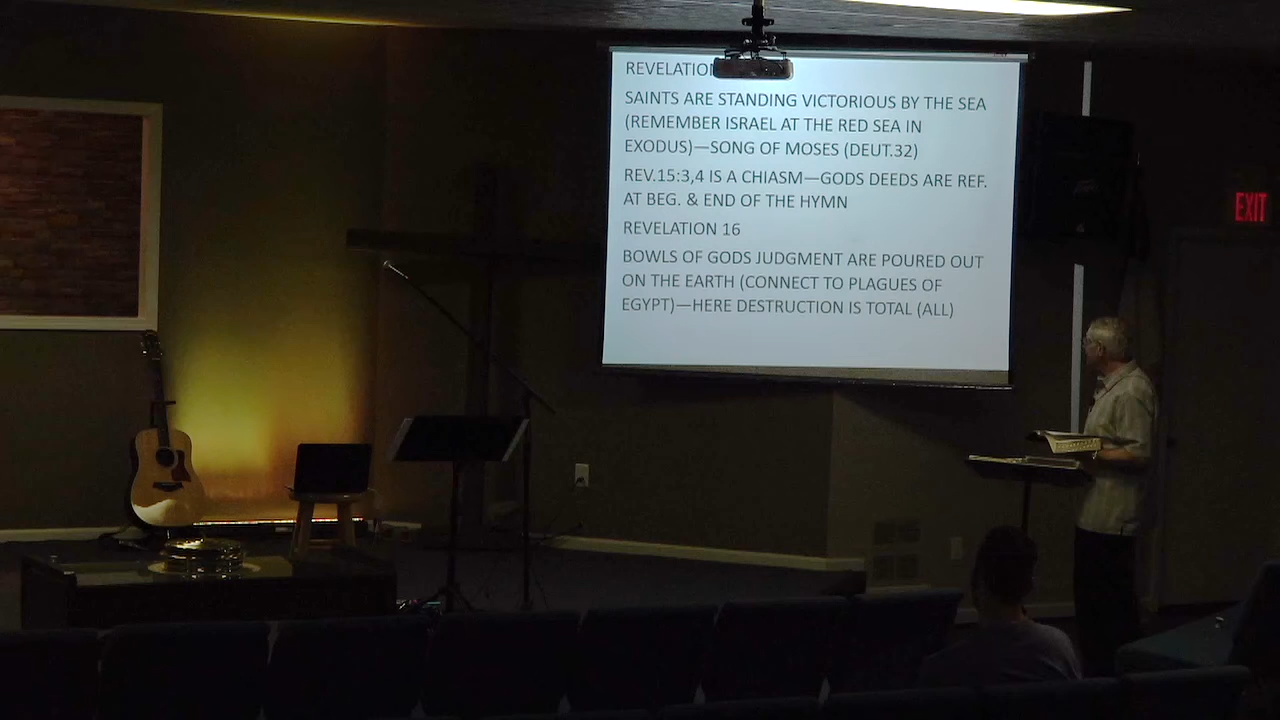 REVELATIO
SAINTS ARE STANDING VICTORIOUS BY THE SEA
(REMEMBER ISRAEL AT THE RED SEA IN
EXODUS)—SONG OF MOSES (DEUT.32)
REV.15:3,4 IS A CHIASM—GODS DEEDS ARE REF.
AT BEG. & END OF THE HYMN
REVELATION 16
BOWLS OF GODS JUDGMENT ARE POURED OUT
ON THE EARTH (CONNECT TO PLAGUES OF
EGYPT)—HERE DESTRUCTION IS TOTAL (ALL)
EXIT